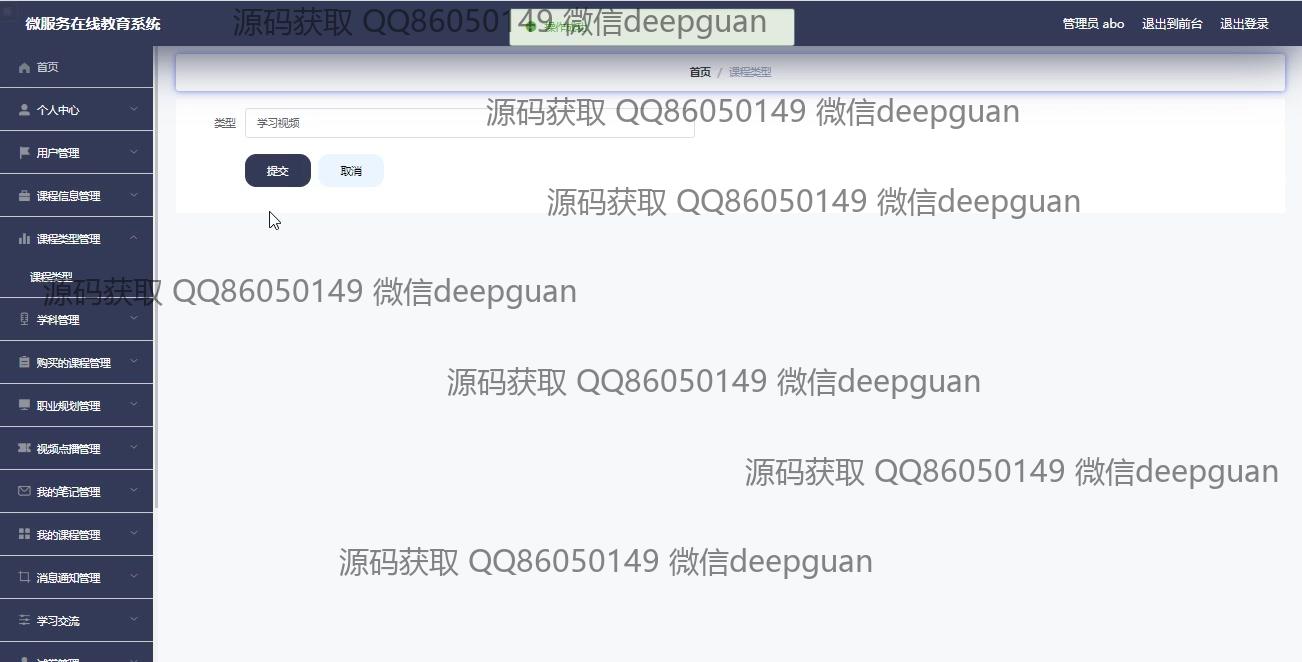 微服务在线教育系统
源码获取 QQ86050149 微信deepguan
管理员 abo
退出到前台
退出登录
首页
首页 / 课程类型
个人中心
源码获取 QQ86050149 微信deepguan
类型
学习视频
用户管理
提交
取消
课程信息管理
源码获取 QQ86050149 微信deepguan
课程类型管理
课程类型
源码获取 QQ86050149 微信deepguan
学科管理
购买的课程管理
源码获取 QQ86050149 微信deepguan
职业规划管理
视频点播管理
源码获取 QQ86050149 微信deepguan
我的笔记管理
我的课程管理
源码获取 QQ86050149 微信deepguan
消息通知管理
学习交流